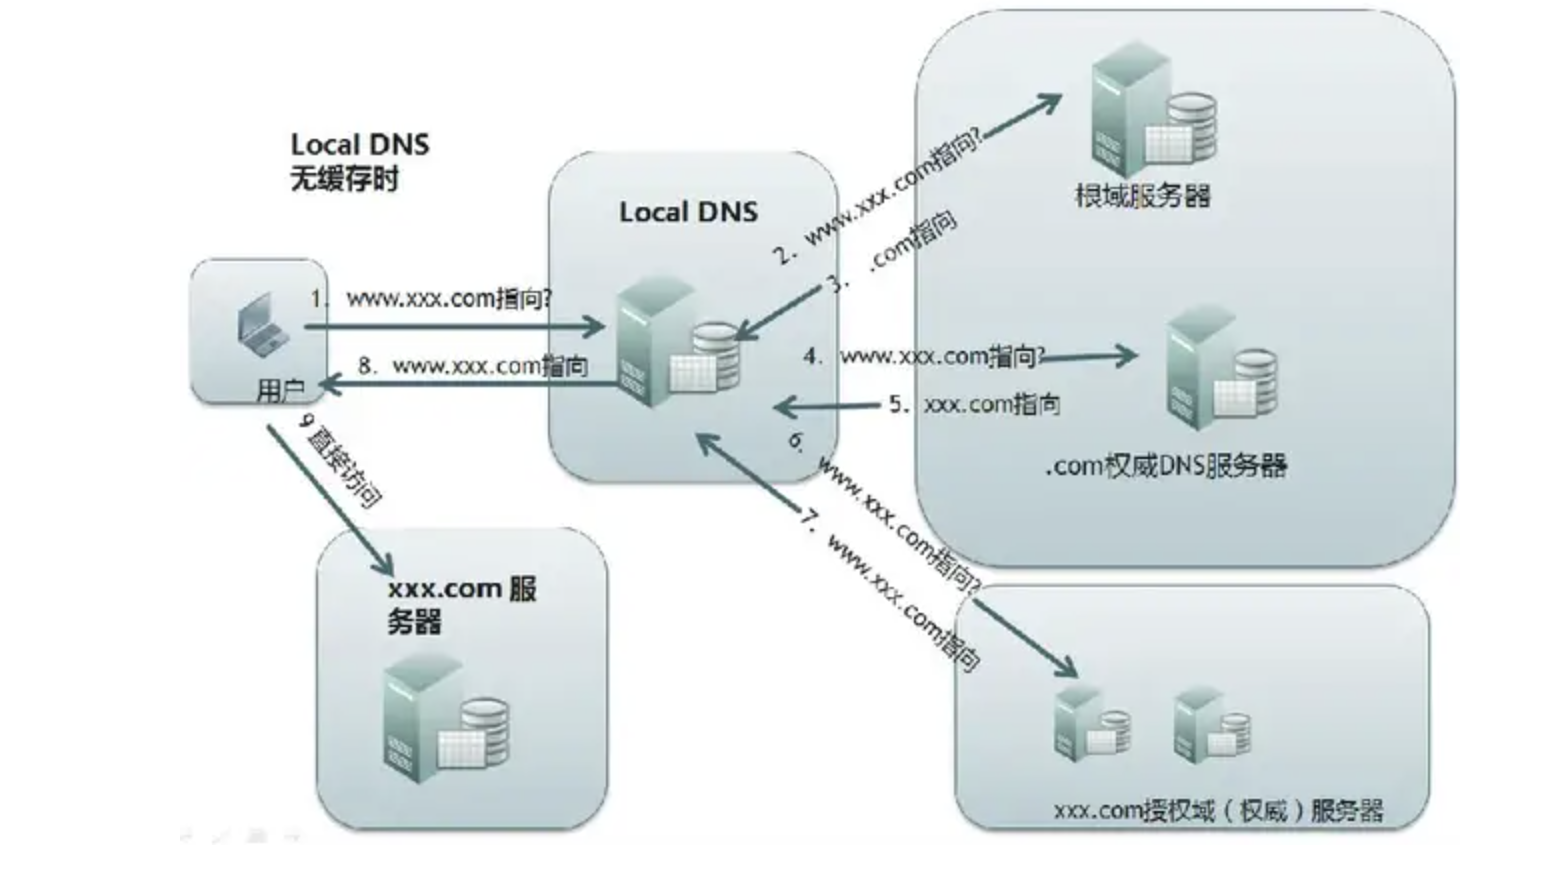 Local DNS
无缓存时
Local DNS
根域服务器
2. www.xxx.com指向?
3. .com指向
1. www.xxx.com指向?
8. www.xxx.com指向
用户
4. www.xxx.com指向?
5. xxx.com指向
.com权威DNS服务器
6. www.xxx.com指向?
7. www.xxx.com指向
9 直接访问
xxx.com 服
务器
xxx.com授权域（权威）服务器